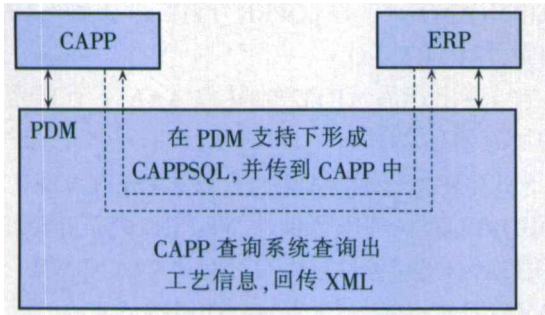 CAPP
ERP
PDM
在 PDM 支持下形成
CAPPSQL,并传到 CAPP 中
CAPP 查询系统查询出
工艺信息,回传 XML